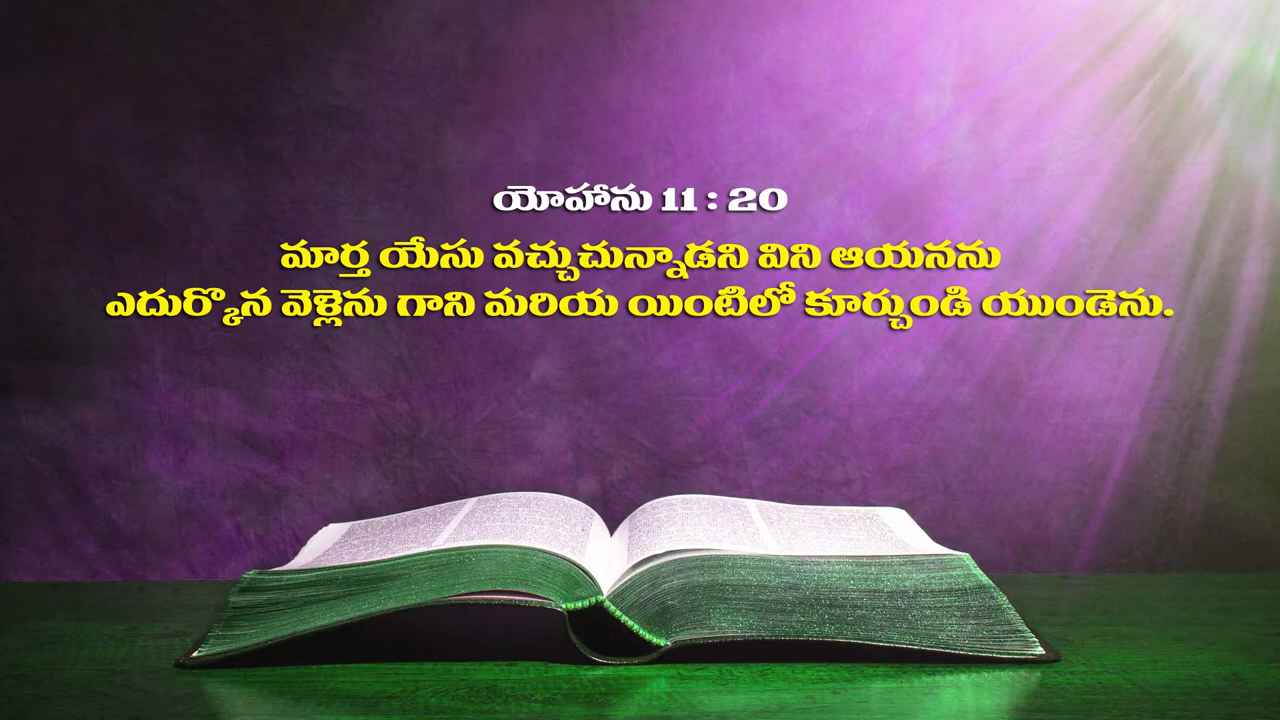 యోహాను 11 : 20
మార్త యేసు వచ్చుచున్నాడని విని ఆయనను
ఎదుర్కొన వెళ్లెను గాని మరియ యింటిలో కూర్చుండి యుండెను.